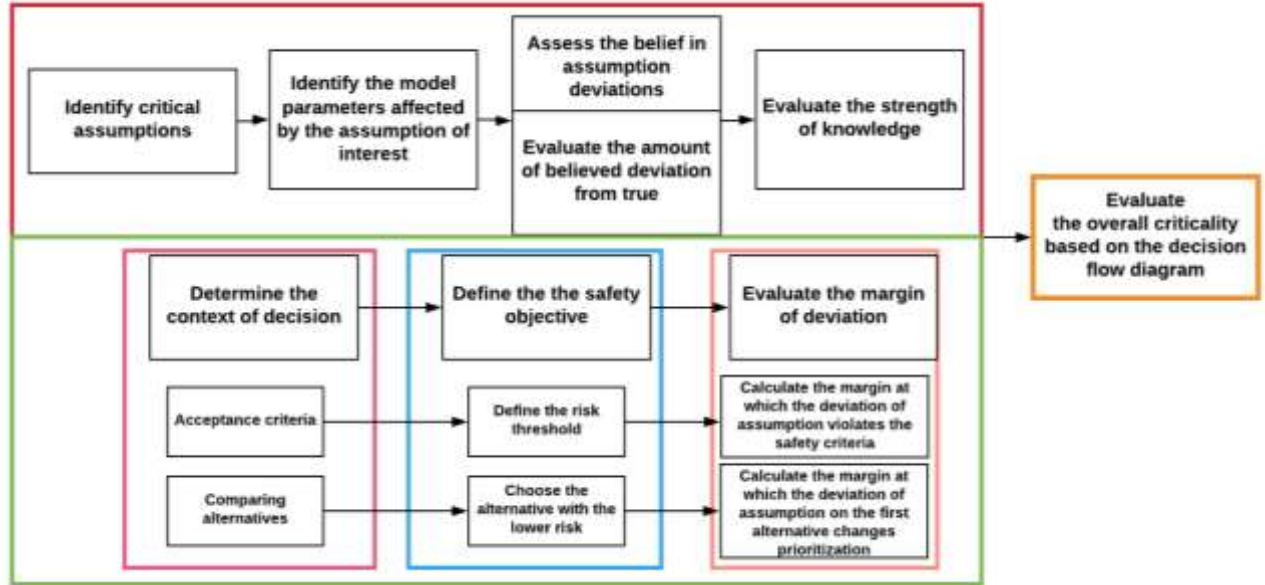 Identify critical
assumptions
Identify the model
parameters affected
by the assumption of
interest
Assess the belief in
assumption
deviations
Evaluate the amount
of believed deviation
from true
Evaluate the strength
of knowledge
Evaluate
the overall criticality
based on the decision
flow diagram
Determine the
context of decision
Define the the safety
objective
Evaluate the margin
of deviation
Acceptance criteria
Define the risk
threshold
Calculate the margin at
which the deviation of
assumption violates the
safety criteria
Comparing
alternatives
Choose the
alternative with the
lower risk
Calculate the margin at
which the deviation of
assumption on the first
alternative changes
prioritization